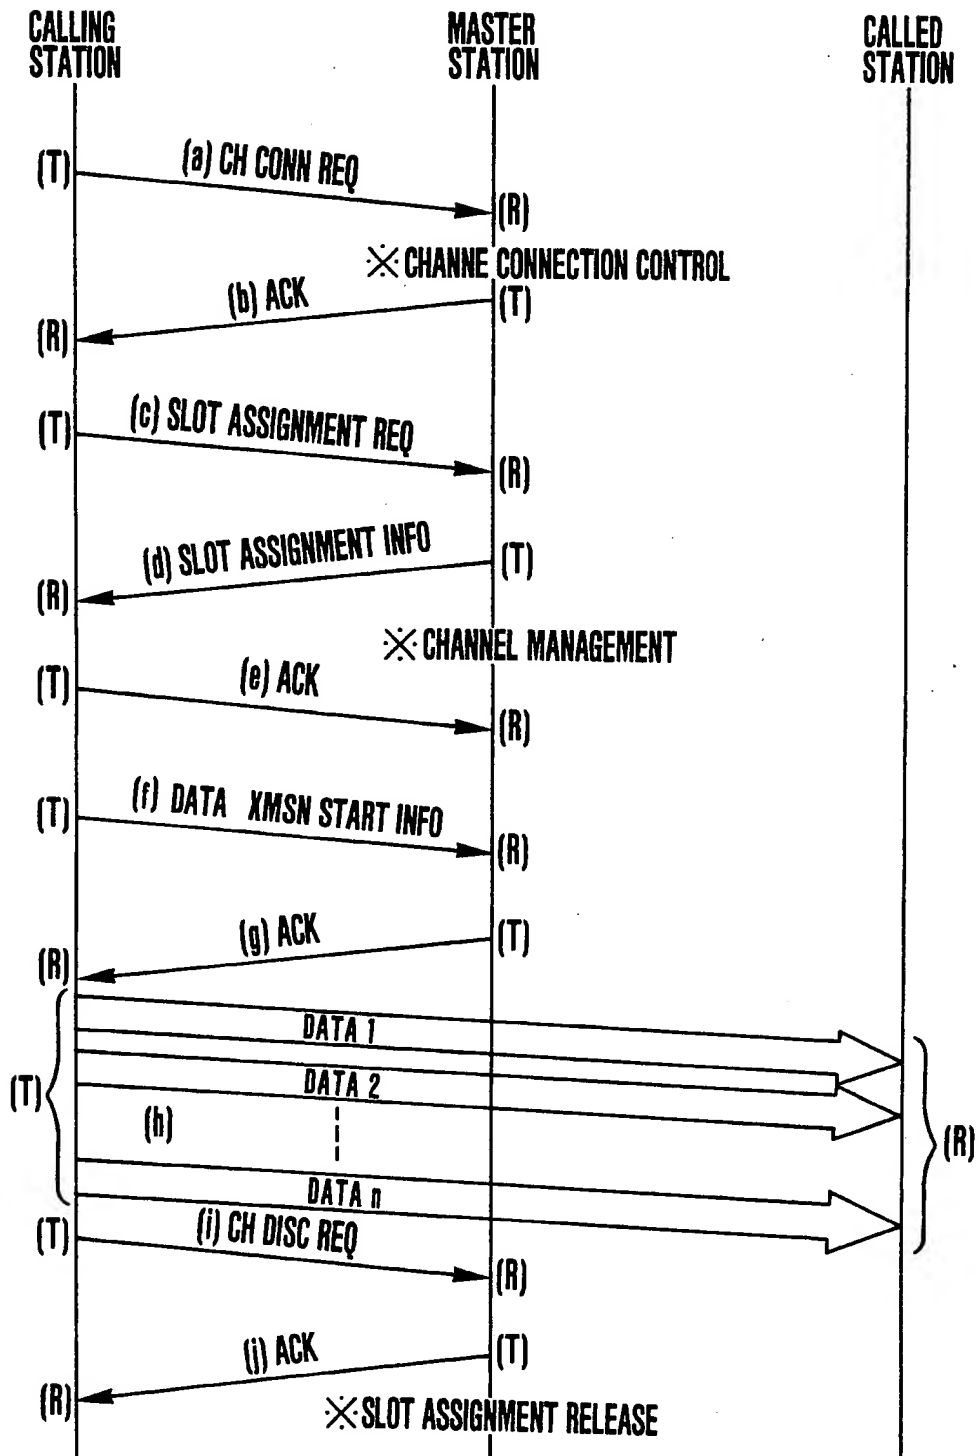 CALLING
STATION
MASTER
STATION
CALLED
STATION
(T)
(a) CH CONN REQ
(R)
※ CHANNE CONNECTION CONTROL
(b) ACK
(T)
(R)
(T)
(c) SLOT ASSIGNMENT REQ
(R)
(d) SLOT ASSIGNMENT INFO
(T)
(R)
※ CHANNEL MANAGEMENT
(T)
(e) ACK
(R)
(T)
(f) DATA XMSN START INFO
(R)
(g) ACK
(T)
(R)
DATA 1
(T)
DATA 2
(h)
(R)
DATA n
(T)
(i) CH DISC REQ
(R)
(j) ACK
(T)
(R)
※ SLOT ASSIGNMENT RELEASE